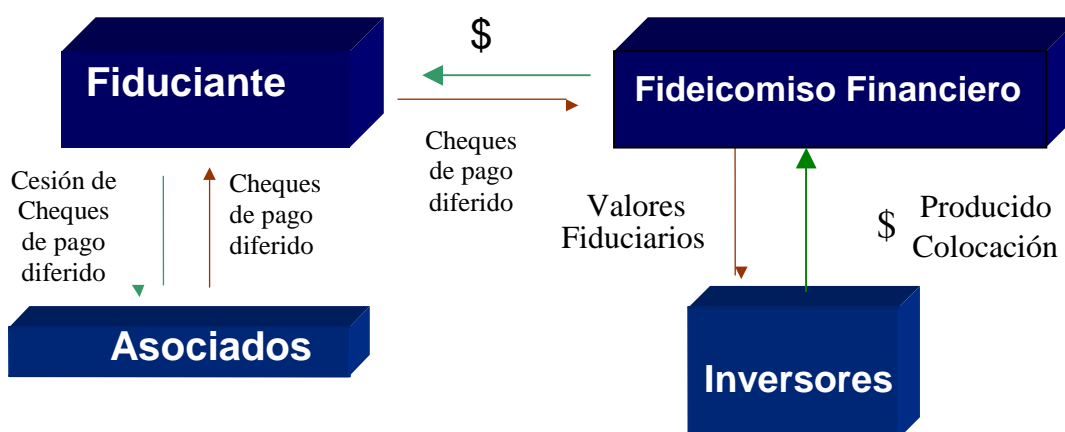 $
Fiduciante
Fideicomiso Financiero
Cheques
de pago
diferido
Cesión de
Cheques
de pago
diferido
Cheques
de pago
diferido
Valores
Fiduciarios
$ Producido
Colocación
Asociados
Inversores